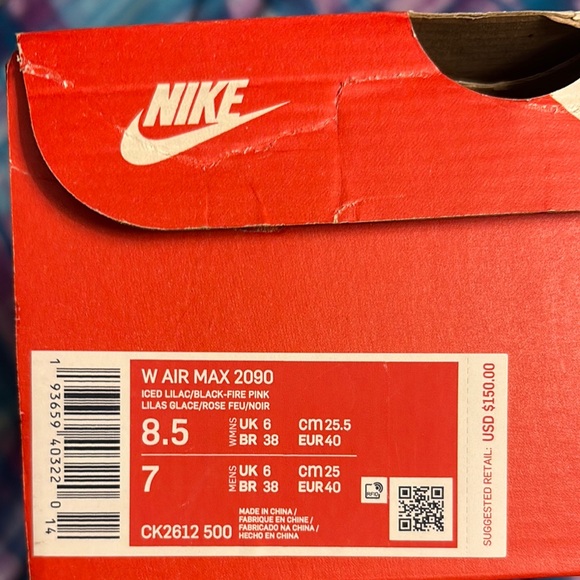 NIKE
W AIR MAX 2090
ICED LILAC/BLACK-FIRE PINK
LILAS GLACE/ROSE FEU/NOIR
8.5 WMNS UK 6 cm 25.5
BR 38 EUR 40
7 MENS UK 6 cm 25
BR 38 EUR 40
RFID
MADE IN CHINA /
FABRIQUE EN CHINE /
FABRICADO NA CHINA /
HECHO EN CHINA
CK2612 500
1 93659 40322 0 14
SUGGESTED RETAIL: USD $150.00